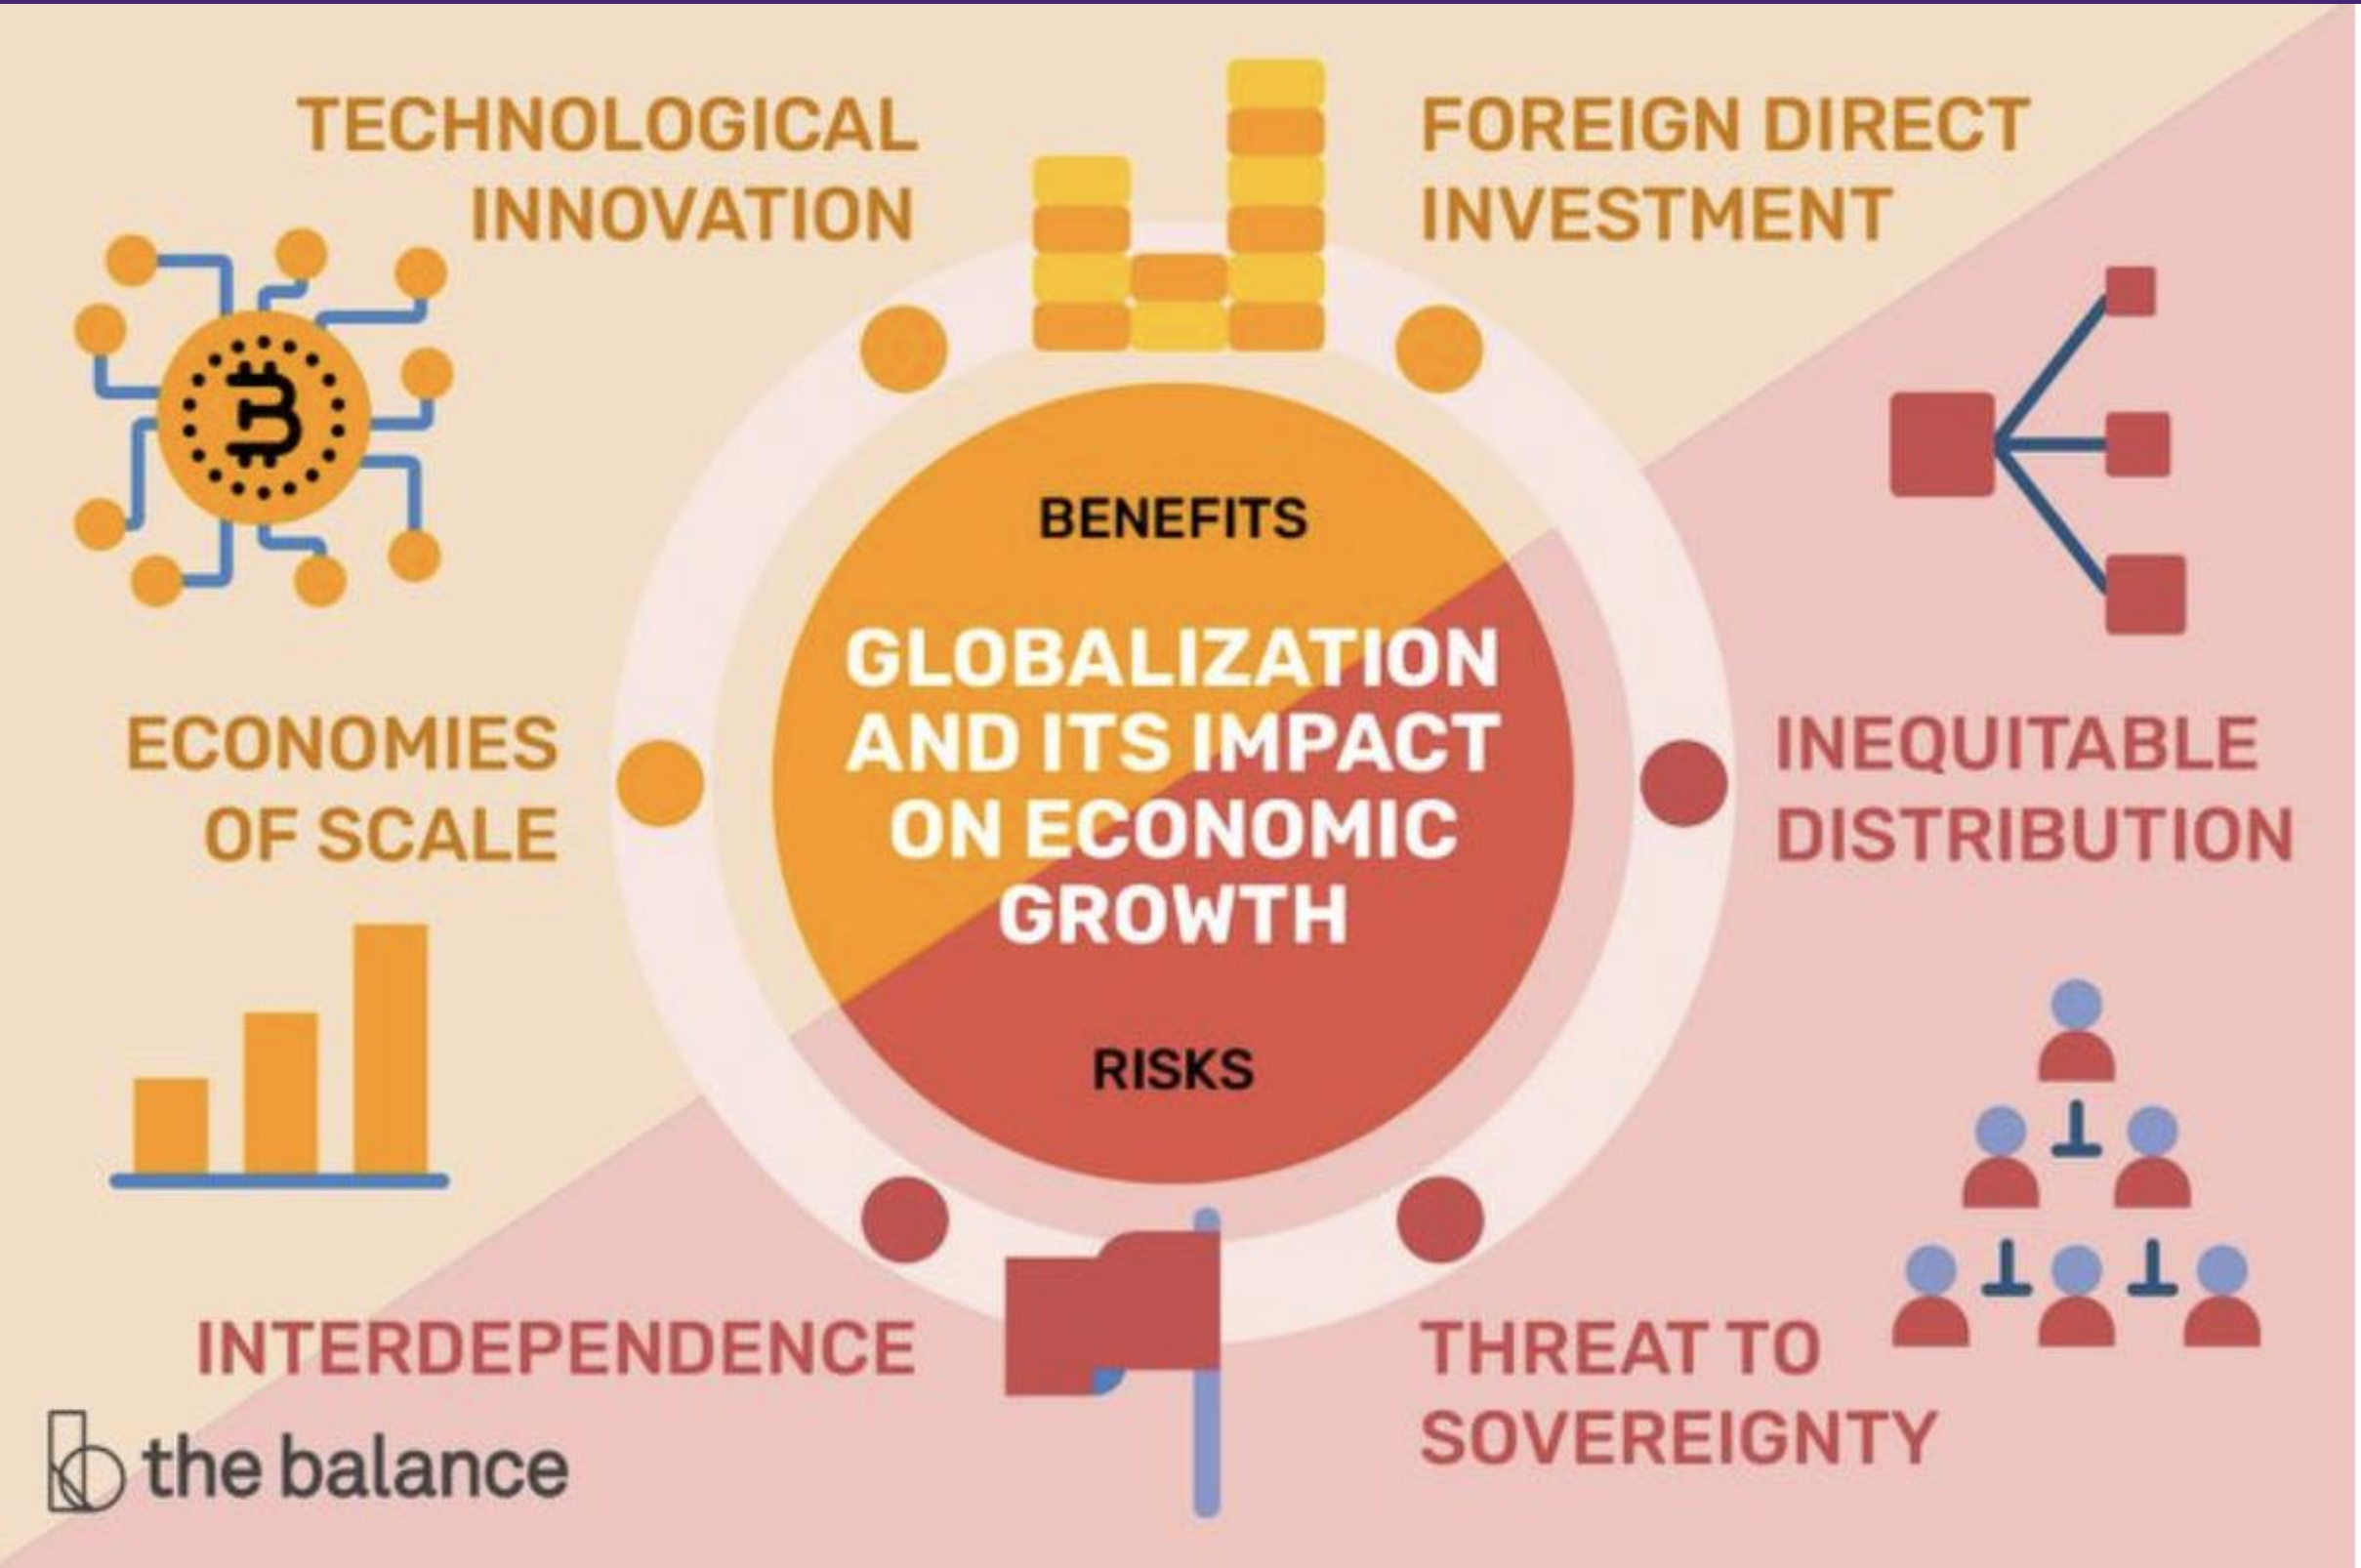 TECHNOLOGICAL
INNOVATION
FOREIGN DIRECT
INVESTMENT
BENEFITS
GLOBALIZATION
AND ITS IMPACT
ON ECONOMIC
GROWTH
RISKS
ECONOMIES
OF SCALE
INEQUITABLE
DISTRIBUTION
INTERDEPENDENCE
THREAT TO
SOVEREIGNTY
the balance